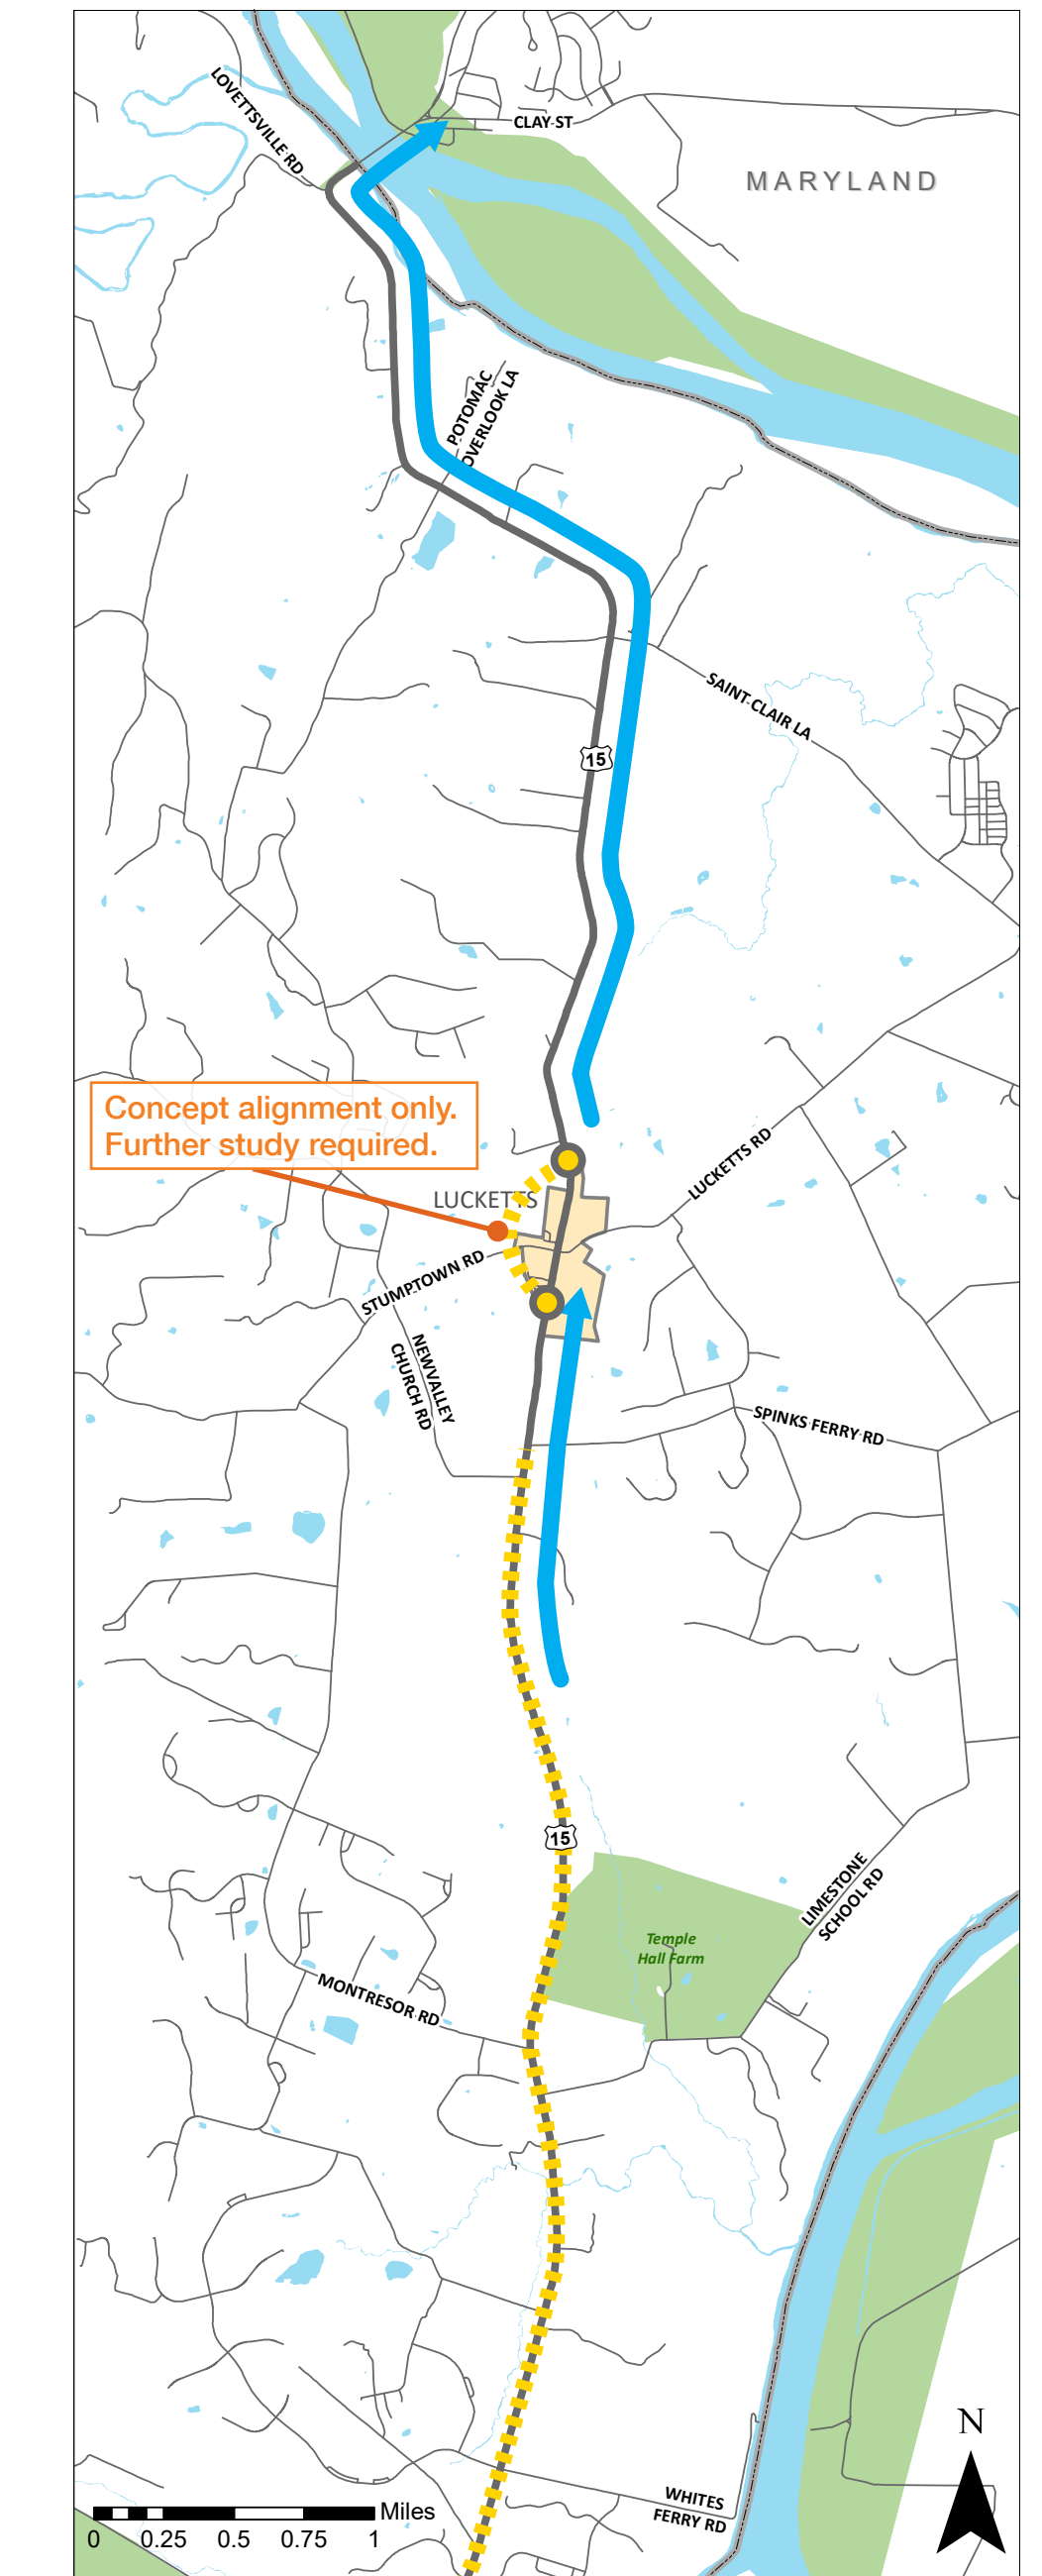 LOVETTSVILLE RD
CLAY ST
MARYLAND
POTOMAC
OVERLOOK LA
SAINT CLAIR LA
15
Concept alignment only.
Further study required.
LUCKETTS RD
LUCKETTS
STUMPTOWN RD
NEWVALLEY
CHURCH RD
SPINKS FERRY RD
15
LIMESTONE
SCHOOL RD
Temple
Hall Farm
MONTRESOR RD
N
WHITES
FERRY RD
Miles
0 0.25 0.5 0.75 1